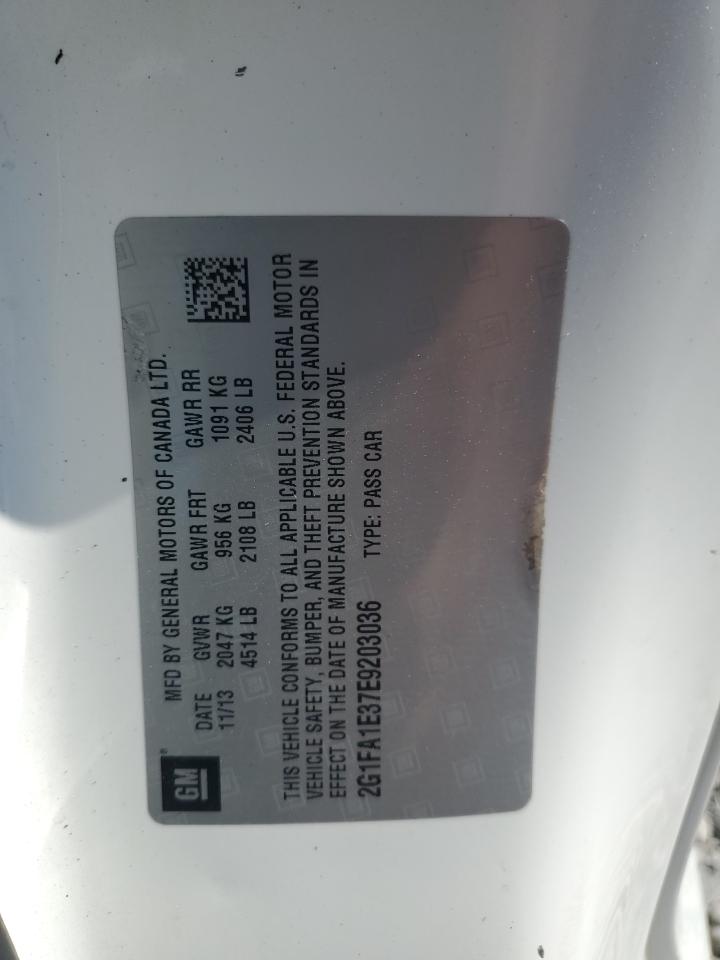 GM®
MFD BY GENERAL MOTORS OF CANADA LTD.
DATE GVWR GAWR FRT GAWR RR
11/13 2047 KG 956 KG 1091 KG
4514 LB 2108 LB 2406 LB
THIS VEHICLE CONFORMS TO ALL APPLICABLE U.S. FEDERAL MOTOR
VEHICLE SAFETY, BUMPER, AND THEFT PREVENTION STANDARDS IN
EFFECT ON THE DATE OF MANUFACTURE SHOWN ABOVE.
2G1FA1E37E9203036 TYPE: PASS CAR